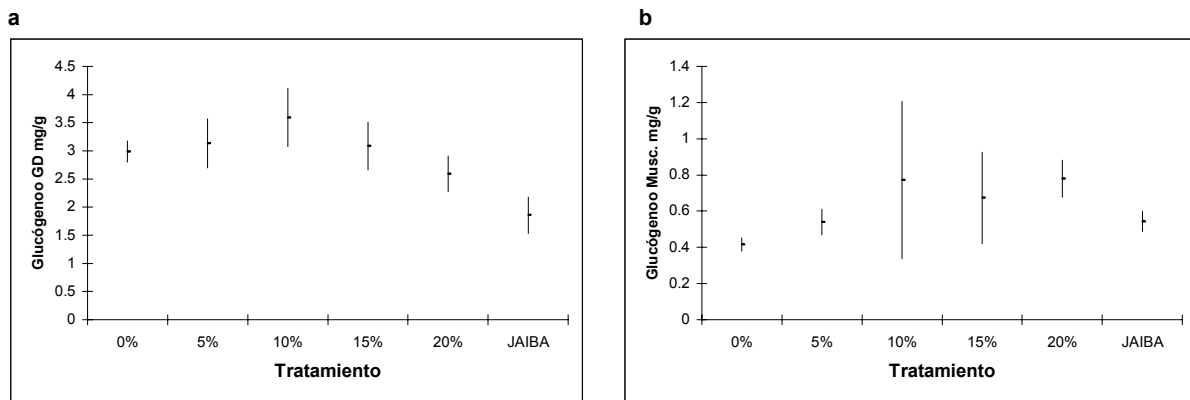 a
Glucógenoo GD mg/g
4.5
4
3.5
3
2.5
2
1.5
1
0.5
0
0% 5% 10% 15% 20% JAIBA
Tratamiento
b
Glucógenoo Musc. mg/g
1.4
1.2
1
0.8
0.6
0.4
0.2
0
0% 5% 10% 15% 20% JAIBA
Tratamiento